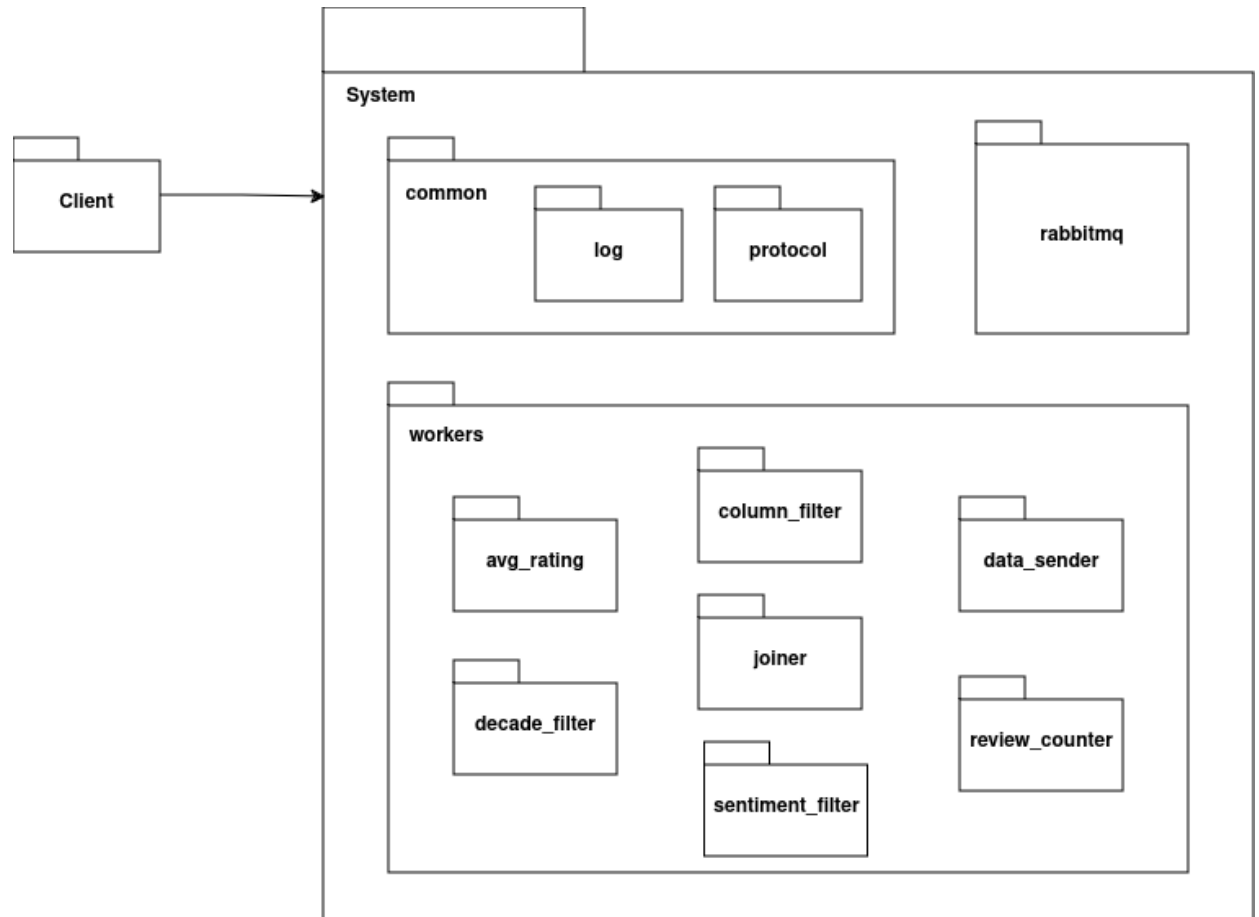 System
Client
common
log
protocol
rabbitmq
workers
column_filter
avg_rating
data_sender
joiner
decade_filter
review_counter
sentiment_filter